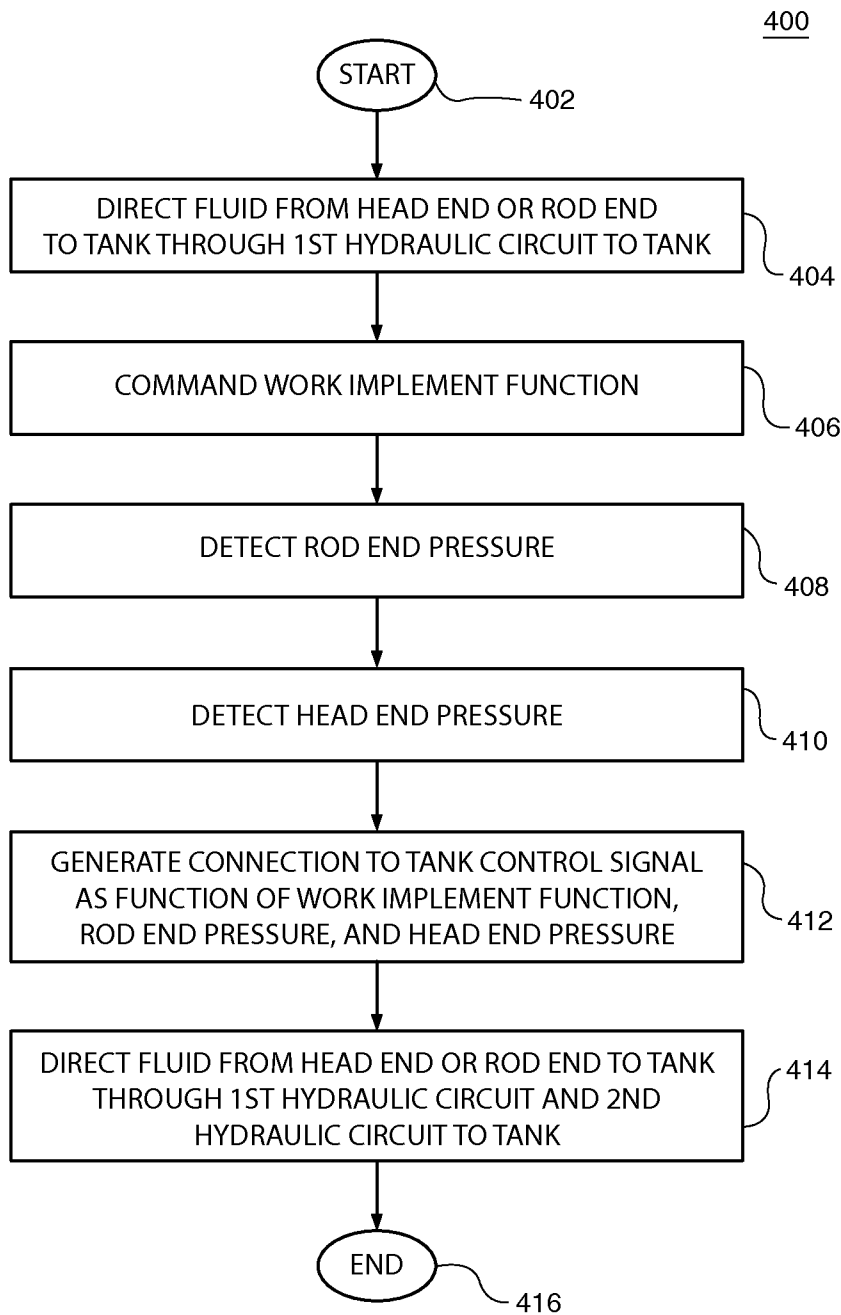 400
START
402
DIRECT FLUID FROM HEAD END OR ROD END
TO TANK THROUGH 1ST HYDRAULIC CIRCUIT TO TANK
404
COMMAND WORK IMPLEMENT FUNCTION
406
DETECT ROD END PRESSURE
408
DETECT HEAD END PRESSURE
410
GENERATE CONNECTION TO TANK CONTROL SIGNAL
AS FUNCTION OF WORK IMPLEMENT FUNCTION,
ROD END PRESSURE, AND HEAD END PRESSURE
412
DIRECT FLUID FROM HEAD END OR ROD END TO TANK
THROUGH 1ST HYDRAULIC CIRCUIT AND 2ND
HYDRAULIC CIRCUIT TO TANK
414
END
416